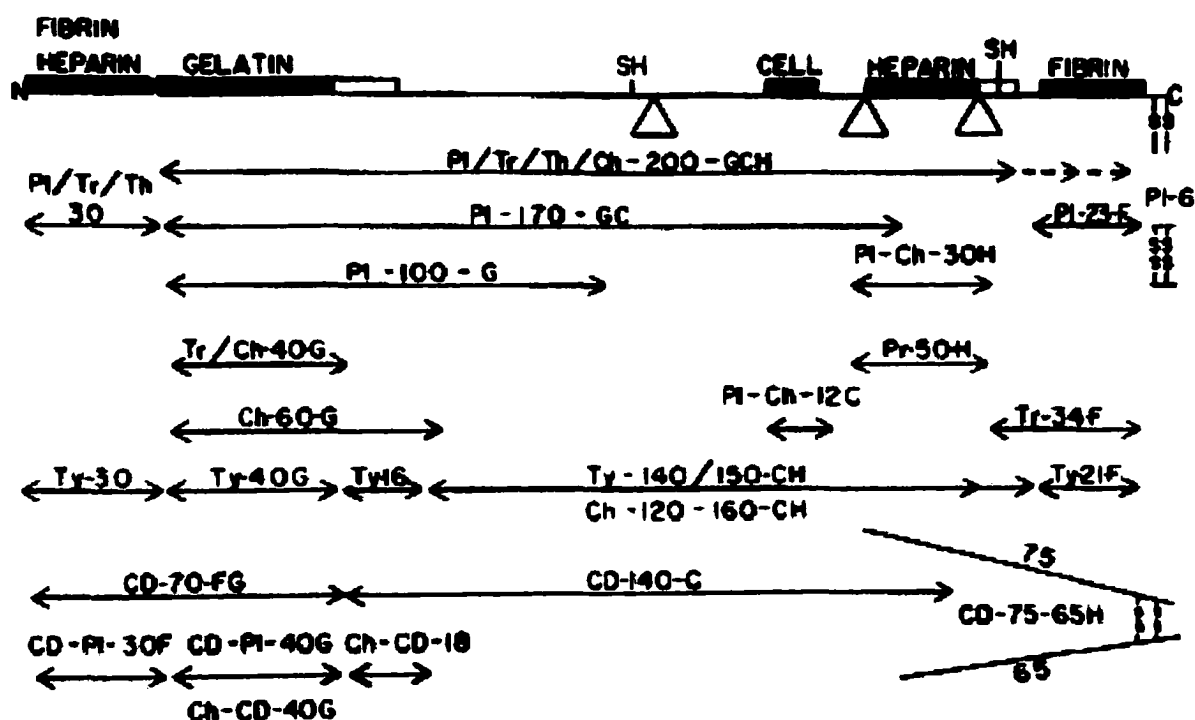 FIBRIN
HEPARIN GELATIN SH CELL HEPARIN SH FIBRIN
N C
S S
Pl/Tr/Th/Ch-200-GCH
Pl/Tr/Th
30 Pl-170-GC Pl-23-F Pl-6
SS
SS
Pl-100-G Pl-Ch-30H
Tr/Ch-40-G Pr-50-H
Pl-Ch-12C
Ch-60-G Tr-34F
Ty-30 Ty-40G Ty-16 Ty-140/150-CH Ty-21F
Ch-120-160-CH
75
CD-70-FG CD-140-C
CD-75-65H
CD-Pl-30F CD-Pl-40G Ch-CD-18
65
Ch-CD-40G